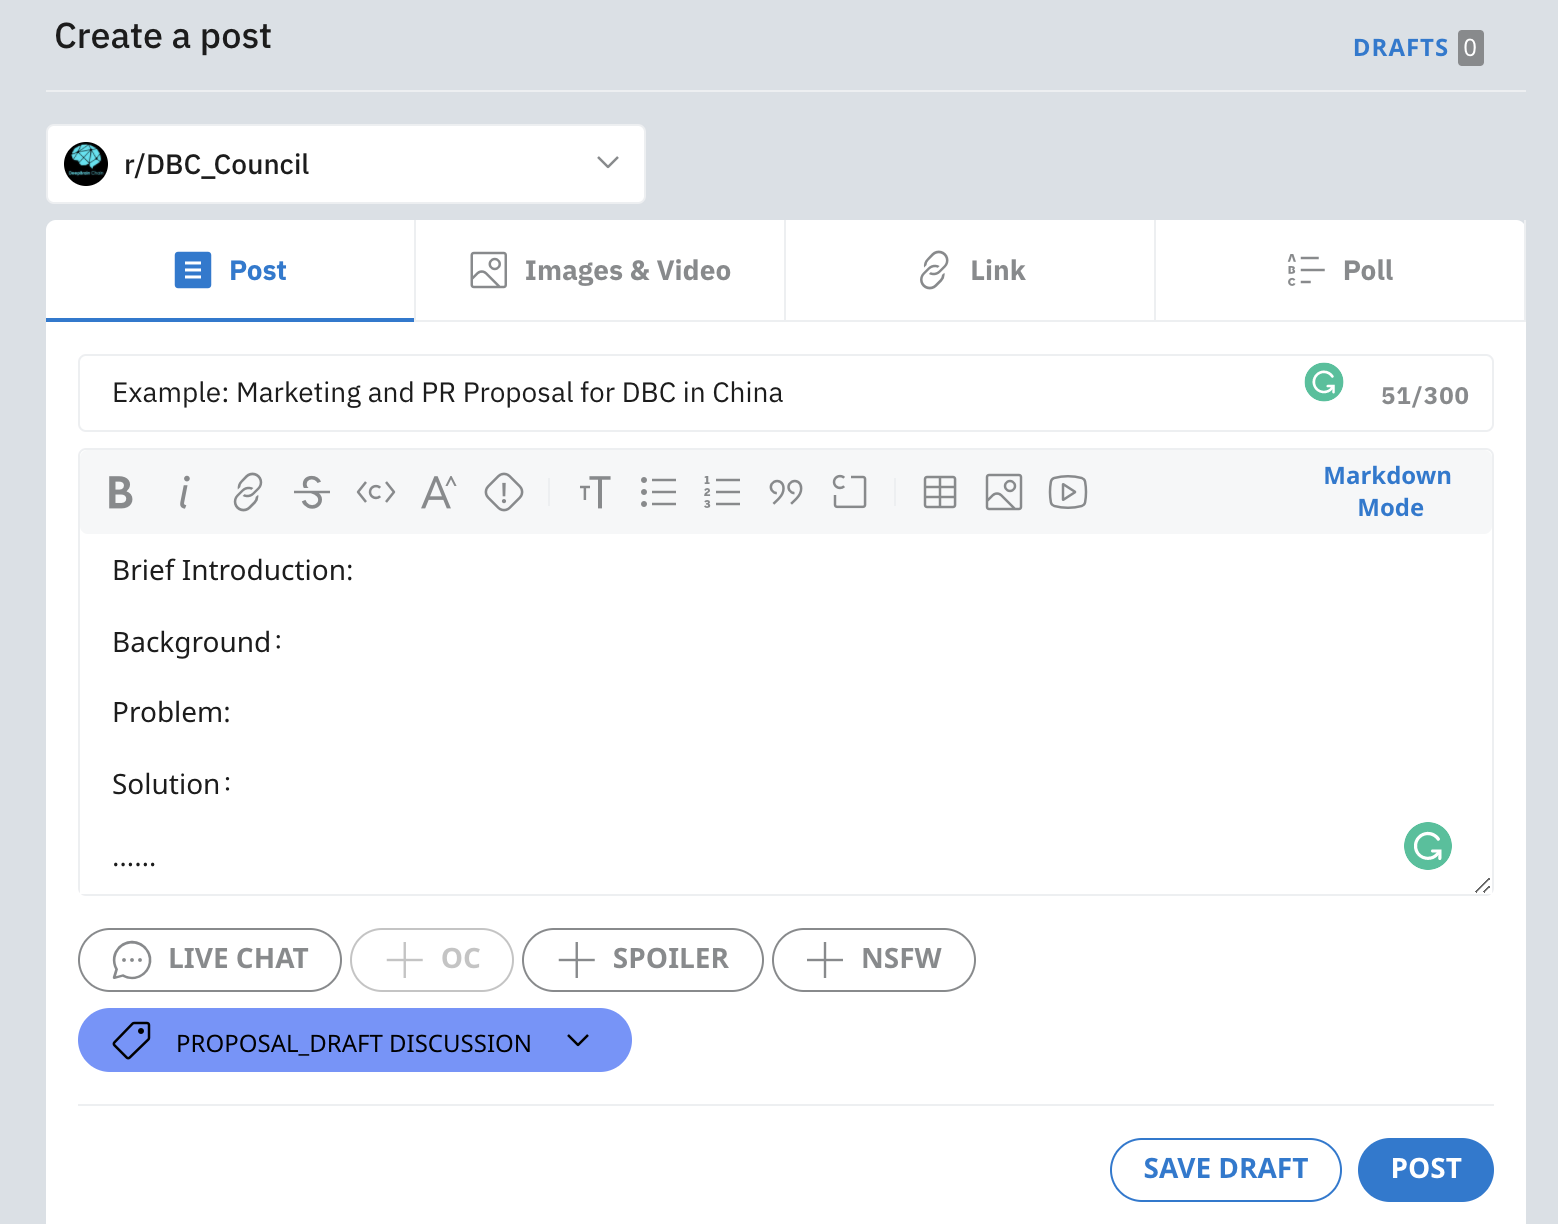 Create a post
DRAFTS 0
r/DBC_Council
Post
Images & Video
Link
Poll
Example: Marketing and PR Proposal for DBC in China
51/300
Markdown
Mode
Brief Introduction:
Background：
Problem:
Solution：
......
LIVE CHAT
OC
SPOILER
NSFW
PROPOSAL_DRAFT DISCUSSION
SAVE DRAFT
POST